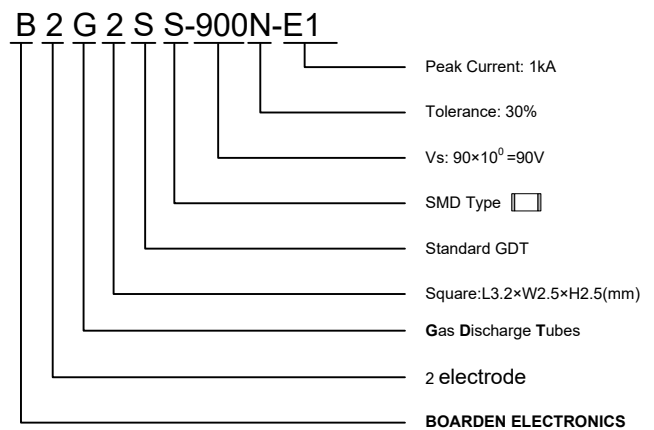 B 2 G 2 S S-900N-E1
Peak Current: 1kA
Tolerance: 30%
Vs: 90×10⁰ =90V
SMD Type
Standard GDT
Square:L3.2×W2.5×H2.5(mm)
Gas Discharge Tubes
2 electrode
BOARDEN ELECTRONICS